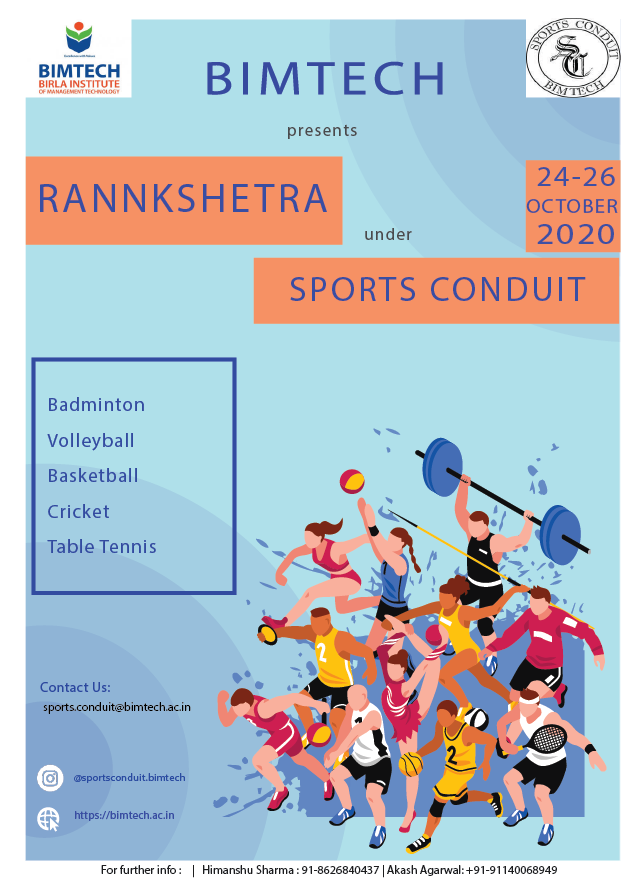 BIMTECH
BIRLA INSTITUTE
OF MANAGEMENT TECHNOLOGY
SPORTS CONDUIT
SC
BIMTECH
BIMTECH
presents
RANNKSHETRA
24-26
OCTOBER
2020
under
SPORTS CONDUIT
Badminton
Volleyball
Basketball
Cricket
Table Tennis
2
2
Contact Us:
sports.conduit@bimtech.ac.in
@sportsconduit.bimtech
https://bimtech.ac.in
For further info : | Himanshu Sharma : 91-8626840437 | Akash Agarwal: +91-91140068949